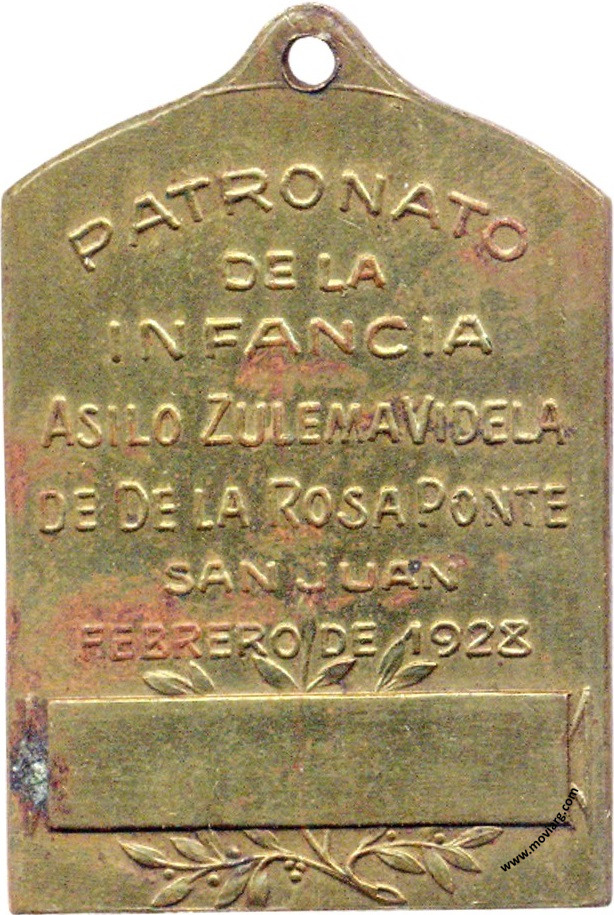 PATRONATO
DE LA
INFANCIA
ASILO ZULEMA VIDELA
DE DE LA ROSA PONTE
SAN JUAN
FEBRERO DE 1928
www.moviarg.com